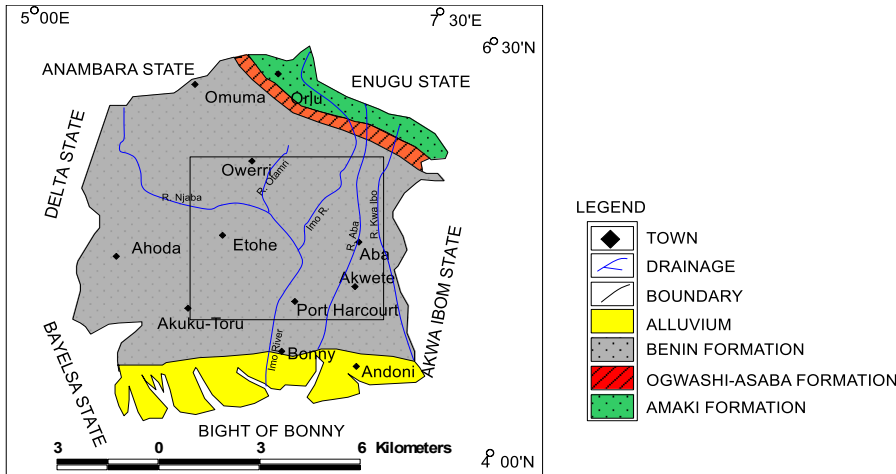 5 00'E
7 30'E
6 30'N
ANAMBARA STATE
ENUGU STATE
Omuma
Orju
DELTA STATE
Owerri
R. Otamri
R. Njaba
Imo R.
R. Aba
R. Kwa Ibo
Ahoda
Etohe
Aba
Akwete
Port Harcourt
Akuku-Toru
AKWA IBOM STATE
BAYELSA STATE
Imo River
Bonny
Andoni
BIGHT OF BONNY
3 0 3 6 Kilometers
4 00'N
LEGEND
TOWN
DRAINAGE
BOUNDARY
ALLUVIUM
BENIN FORMATION
OGWASHI-ASABA FORMATION
AMAKI FORMATION